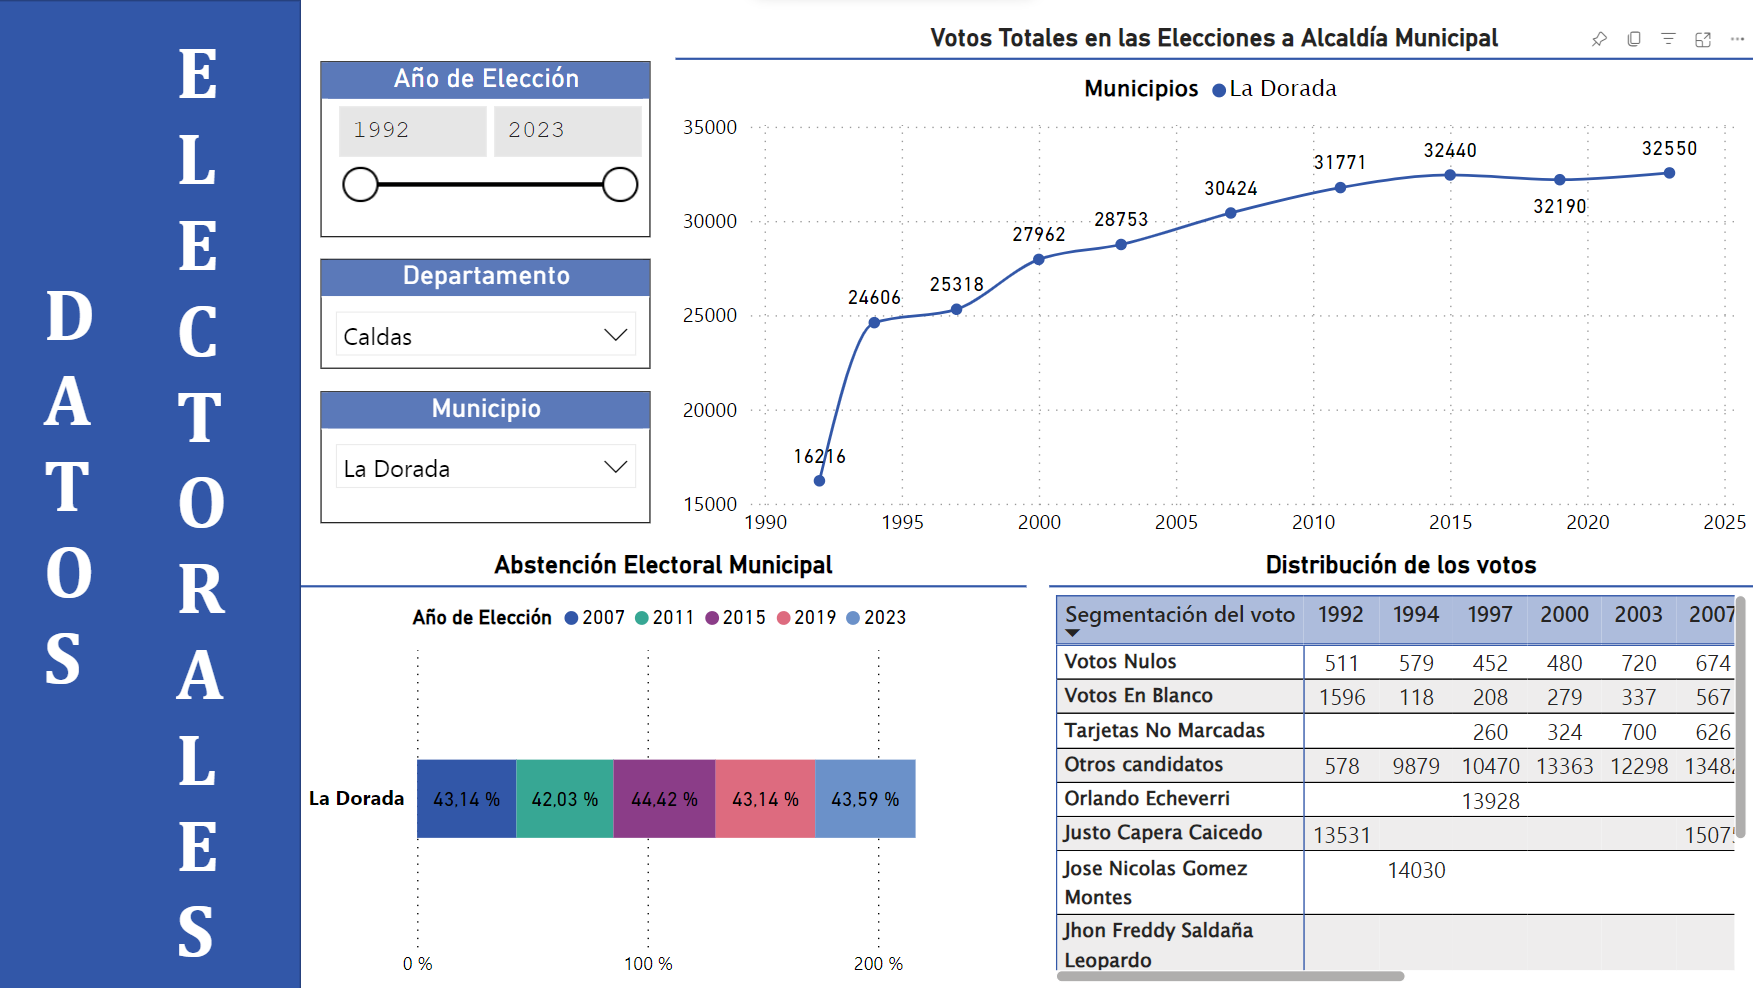 DATOS
ELECTORALES
Año de Elección
1992 2023
Departamento
Caldas
Municipio
La Dorada
Votos Totales en las Elecciones a Alcaldía Municipal
Municipios La Dorada
35000
30000
25000
20000
15000
16216
24606
25318
27962
28753
30424
31771
32440
32190
32550
1990 1995 2000 2005 2010 2015 2020 2025
Abstención Electoral Municipal
Año de Elección 2007 2011 2015 2019 2023
La Dorada 43,14 % 42,03 % 44,42 % 43,14 % 43,59 %
0 % 100 % 200 %
Distribución de los votos
Segmentación del voto 1992 1994 1997 2000 2003 2007
Votos Nulos 511 579 452 480 720 674
Votos En Blanco 1596 118 208 279 337 567
Tarjetas No Marcadas 260 324 700 626
Otros candidatos 578 9879 10470 13363 12298 13482
Orlando Echeverri 13928
Justo Capera Caicedo 13531
Jose Nicolas Gomez 14030
Montes
Jhon Freddy Saldaña
Leopardo